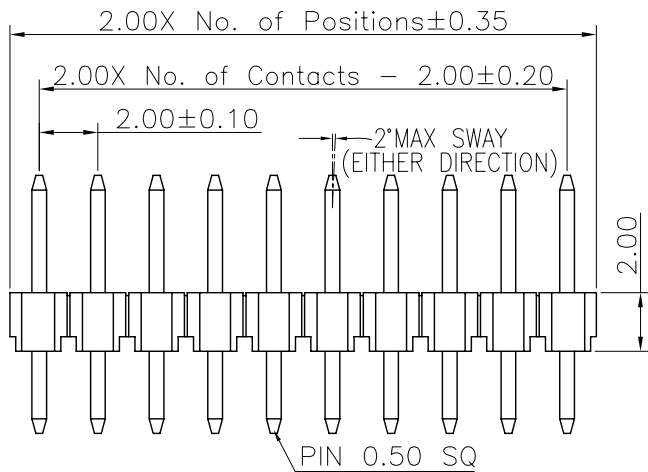 2.00X No. of Positions±0.35
2.00X No. of Contacts - 2.00±0.20
2.00±0.10
2°MAX SWAY
(EITHER DIRECTION)
2.00
PIN 0.50 SQ